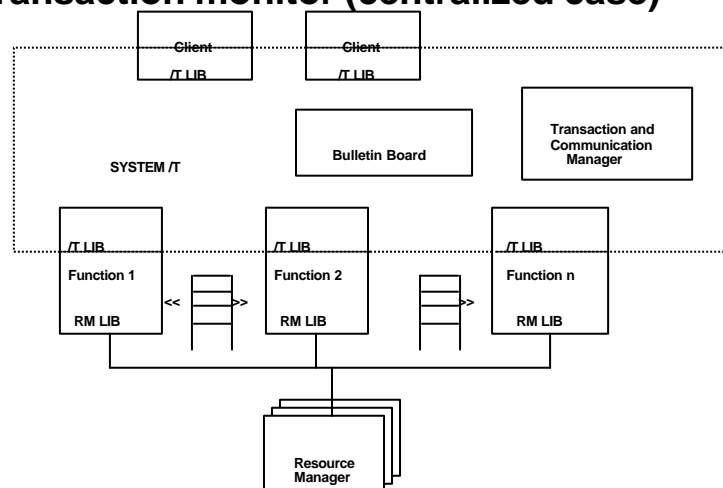 ransaction monitor (centralized case)
Client
Client
/T LIB
/T LIB
Transaction and
Communication
Manager
Bulletin Board
SYSTEM /T
/T LIB
/T LIB
/T LIB
Function 1
Function 2
Function n
<<
>>
>>
RM LIB
RM LIB
RM LIB
Resource
Manager